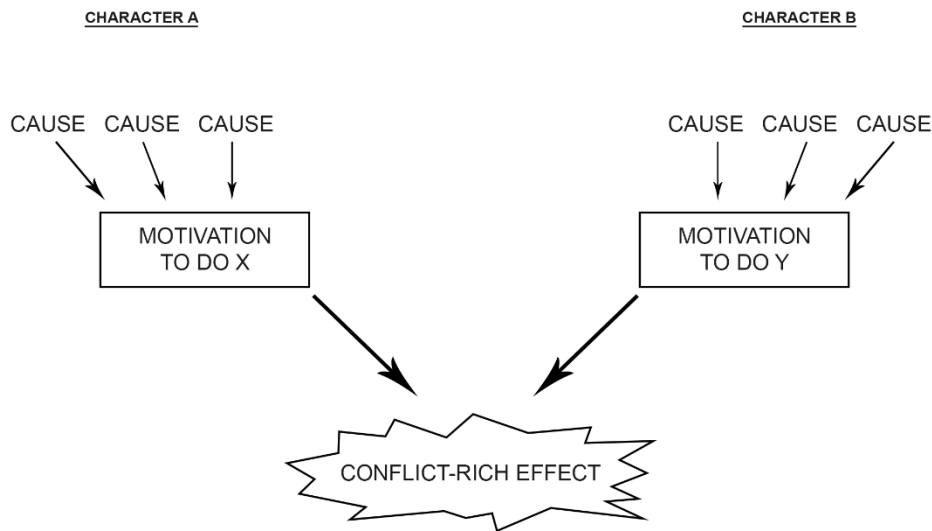 CHARACTER A
CHARACTER B
CAUSE CAUSE CAUSE
CAUSE CAUSE CAUSE
MOTIVATION
TO DO X
MOTIVATION
TO DO Y
CONFLICT-RICH EFFECT